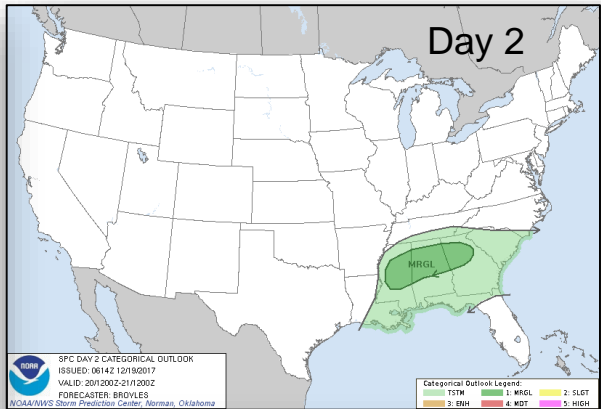 Day 2
MRGL
NOAA
SPC DAY 2 CATEGORICAL OUTLOOK
ISSUED: 0614Z 12/19/2017
VALID: 20/1200Z-21/1200Z
FORECASTER: BROYLES
NOAA/NWS Storm Prediction Center, Norman, Oklahoma
Categorical Outlook Legend:
TSTM 1: MRGL 2: SLGT
3: ENH 4: MDT 5: HIGH